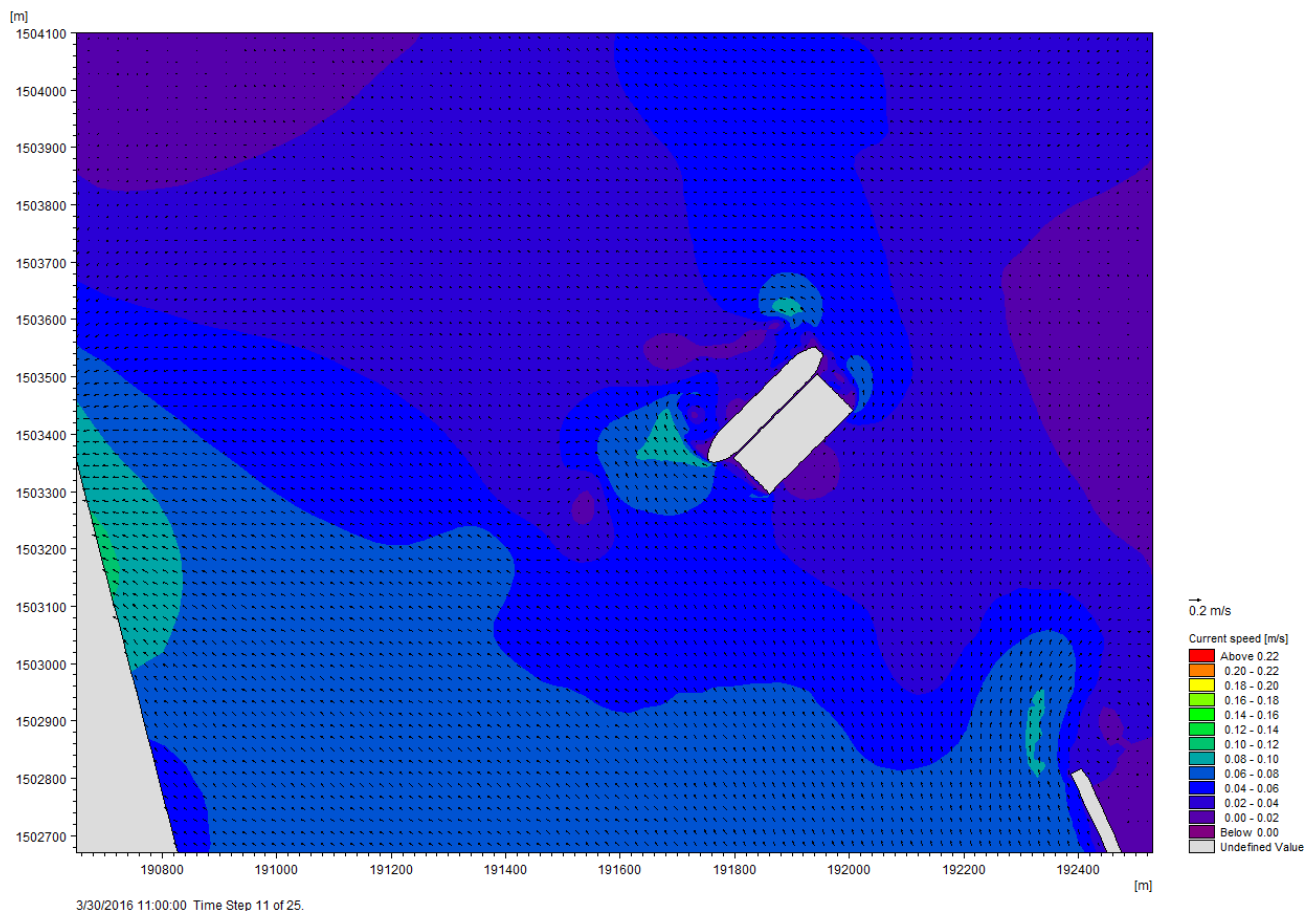 [m]
1504100
1504000
1503900
1503800
1503700
1503600
1503500
1503400
1503300
1503200
1503100
1503000
1502900
1502800
1502700
190800 191000 191200 191400 191600 191800 192000 192200 192400
[m]
0.2 m/s
Current speed [m/s]
Above 0.22
0.20 - 0.22
0.18 - 0.20
0.16 - 0.18
0.14 - 0.16
0.12 - 0.14
0.10 - 0.12
0.08 - 0.10
0.06 - 0.08
0.04 - 0.06
0.02 - 0.04
0.00 - 0.02
Below 0.00
Undefined Value
3/30/2016 11:00:00 Time Step 11 of 25.